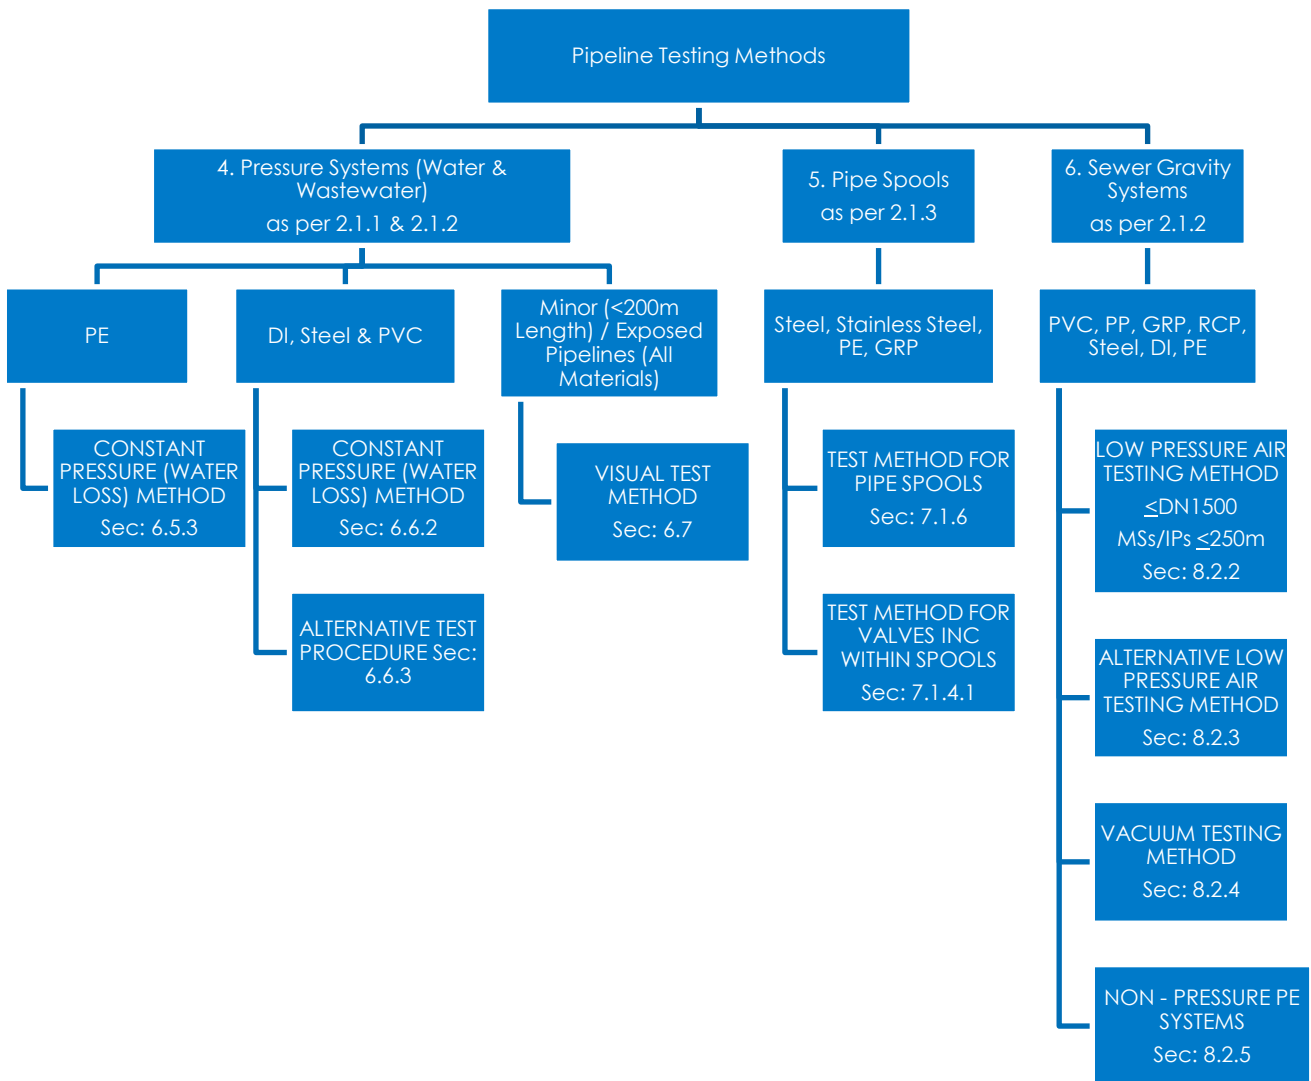 Pipeline Testing Methods
4. Pressure Systems (Water &
Wastewater)
as per 2.1.1 & 2.1.2
5. Pipe Spools
as per 2.1.3
6. Sewer Gravity
Systems
as per 2.1.2
PE
DI, Steel & PVC
Minor (<200m
Length) / Exposed
Pipelines (All
Materials)
Steel, Stainless Steel,
PE, GRP
PVC, PP, GRP, RCP,
Steel, DI, PE
CONSTANT
PRESSURE (WATER
LOSS) METHOD
Sec: 6.5.3
CONSTANT
PRESSURE (WATER
LOSS) METHOD
Sec: 6.6.2
ALTERNATIVE TEST
PROCEDURE Sec:
6.6.3
VISUAL TEST
METHOD
Sec: 6.7
TEST METHOD FOR
PIPE SPOOLS
Sec: 7.1.6
TEST METHOD FOR
VALVES INC
WITHIN SPOOLS
Sec: 7.1.4.1
LOW PRESSURE AIR
TESTING METHOD
≤DN1500
MSs/IPs ≤250m
Sec: 8.2.2
ALTERNATIVE LOW
PRESSURE AIR
TESTING METHOD
Sec: 8.2.3
VACUUM TESTING
METHOD
Sec: 8.2.4
NON - PRESSURE PE
SYSTEMS
Sec: 8.2.5